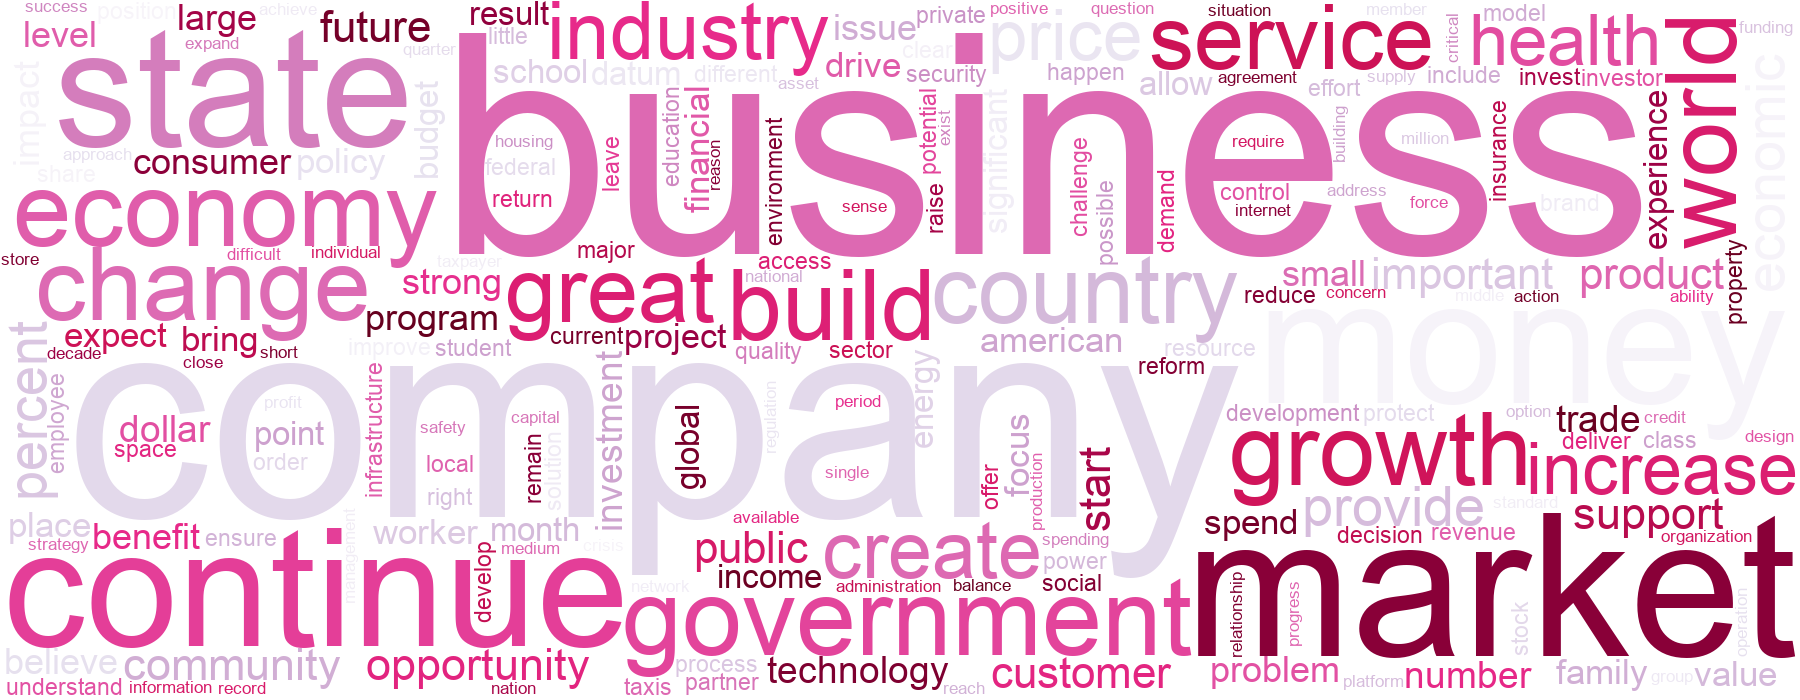 success
position
achieve
large
result
industry
private
positive
question
situation
member
level
future
little
issue
price
service
critical
model
health
world
funding
expand
state
quarter
business
clear
school
datum
different
asset
drive
security
happen
allow
agreement
effort
supply
include
invest
investor
impact
approach
share
consumer
policy
budget
housing
federal
return
leave
education
financial
reason
environment
sense
raise
potential
exist
significant
challenge
possible
demand
require
control
internet
building
address
million
force
insurance
brand
experience
economic
economy
store
change
difficult
individual
taxpayer
strong
major
great
access
national
build
country
small
important
reduce
concern
middle
action
product
ability
property
percent
expect
bring
decade
close
short
program
improve
student
current
project
quality
sector
american
resource
reform
money
company
employee
dollar
space
profit
point
order
infrastructure
safety
local
right
capital
remain
solution
investment
global
regulation
period
single
energy
offer
focus
production
start
development
protect
option
trade
credit
growth
deliver
class
design
increase
place
strategy
benefit
ensure
management
worker
month
medium
crisis
available
public
create
spending
power
spend
provide
decision
revenue
support
organization
continue
develop
network
income
administration
balance
social
government
market
relationship
progress
stock
operation
believe
community
opportunity
process
technology
customer
problem
number
family
group
value
understand
information
record
nation
taxis
partner
reach
platform
standard